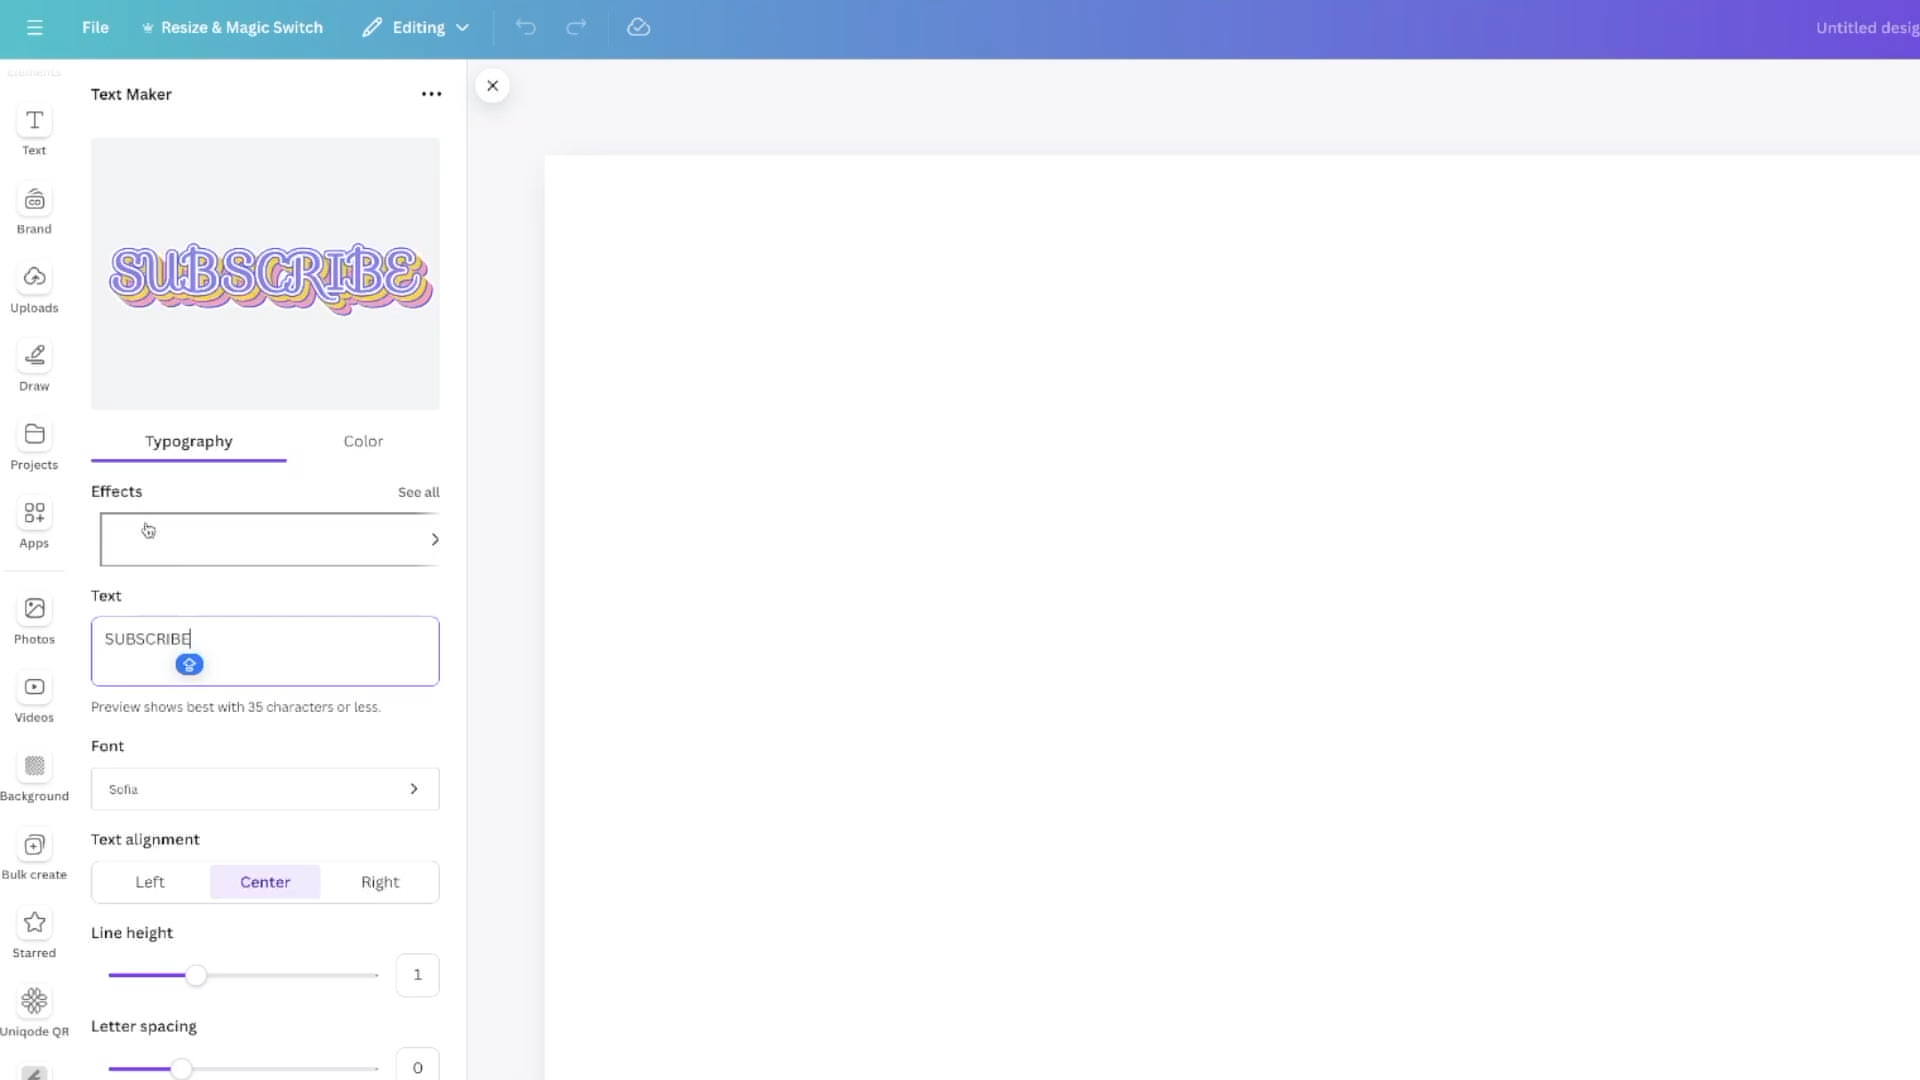 File
Resize & Magic Switch
Editing
Untitled desig
Elements
Text
Brand
Uploads
Draw
Projects
Apps
Photos
Videos
Background
Bulk create
Starred
Uniqode QR
Text Maker
SUBSCRIBE
Typography
Color
Effects
See all
Text
SUBSCRIBE
Preview shows best with 35 characters or less.
Font
Sofia
Text alignment
Left
Center
Right
Line height
1
Letter spacing
0